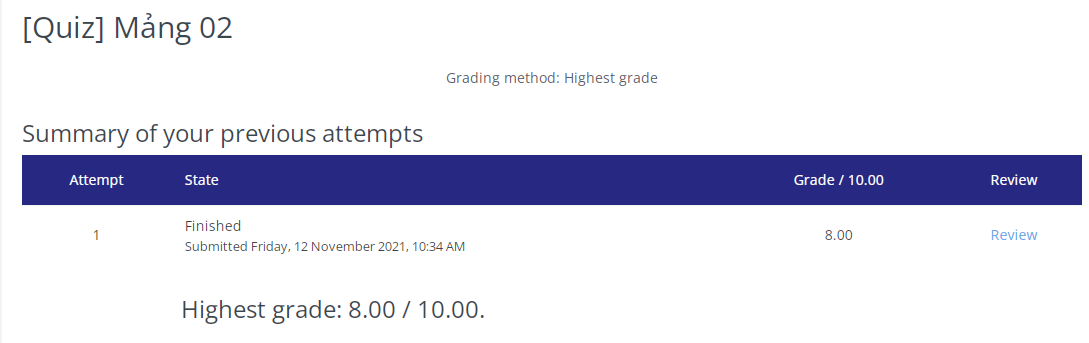 [Quiz] Mảng 02
Grading method: Highest grade
Summary of your previous attempts
Attempt State Grade / 10.00 Review
1 Finished 8.00 Review
Submitted Friday, 12 November 2021, 10:34 AM
Highest grade: 8.00 / 10.00.